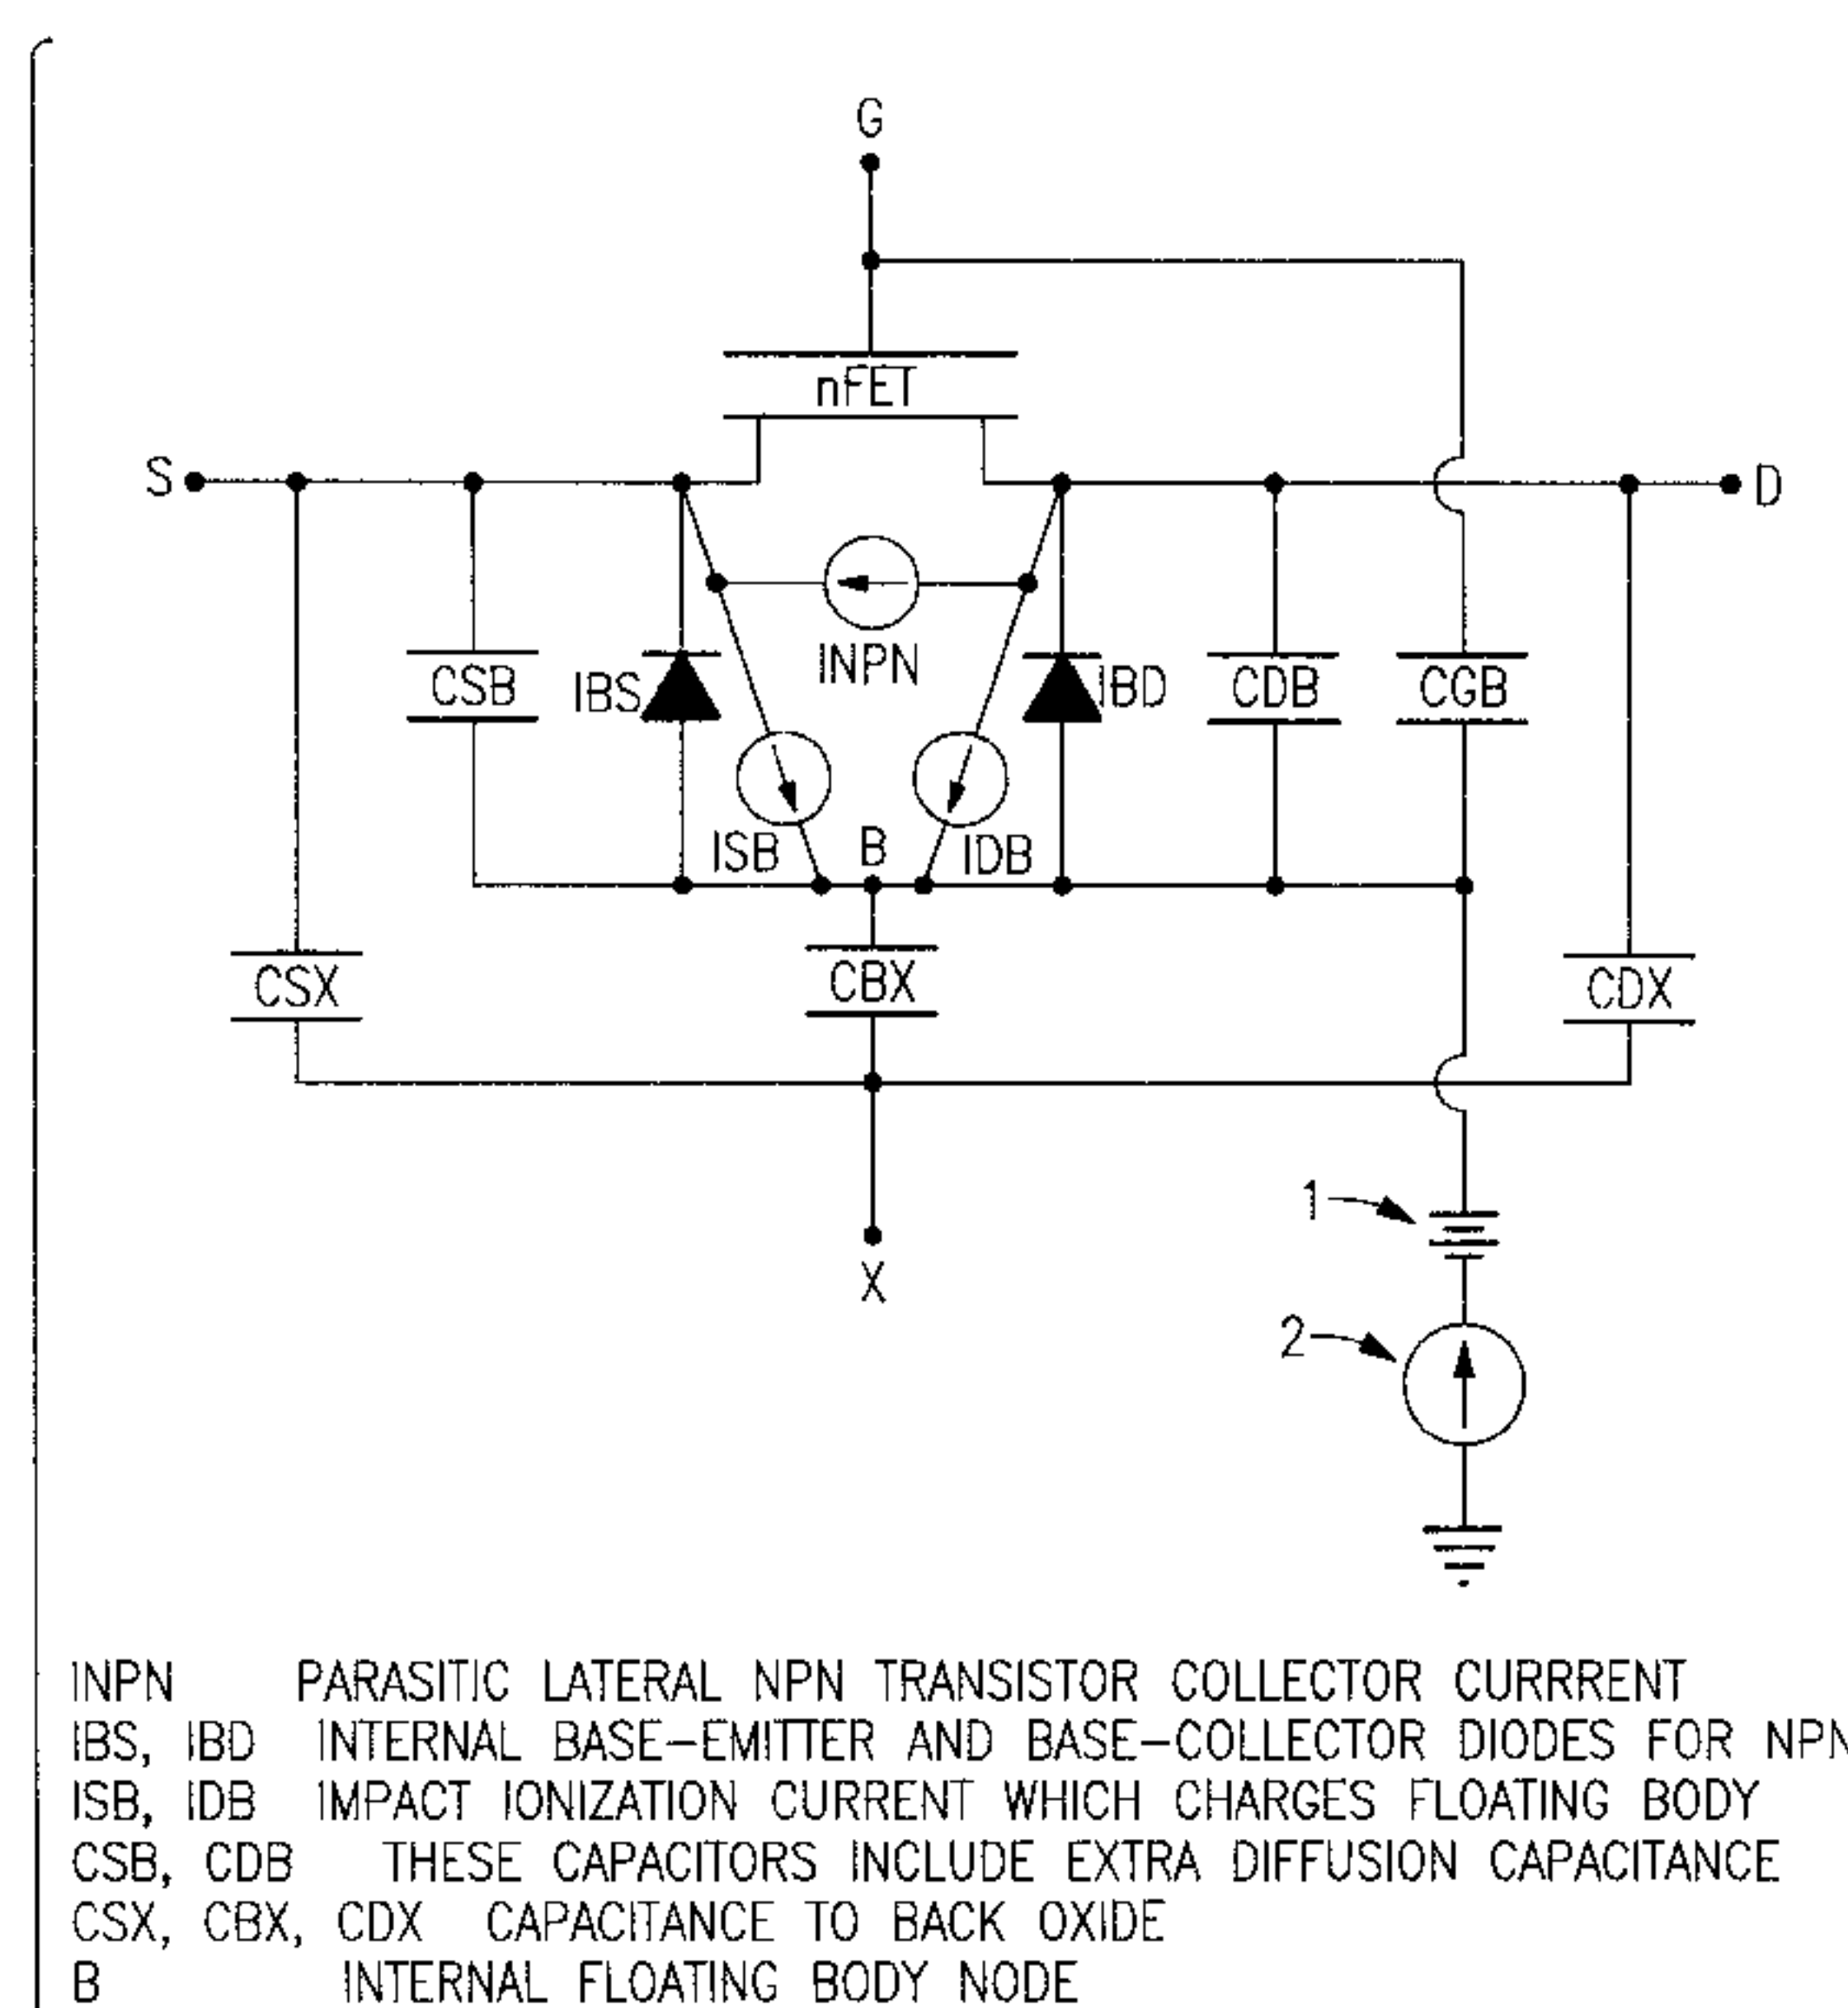 G
nFET
S
D
INPN
CSB
IBS
IBD
CDB
CGB
ISB
B
IDB
CSX
CBX
CDX
1
X
2
INPN PARASITIC LATERAL NPN TRANSISTOR COLLECTOR CURRRENT
IBS, IBD INTERNAL BASE-EMITTER AND BASE-COLLECTOR DIODES FOR NPN
ISB, IDB IMPACT IONIZATION CURRENT WHICH CHARGES FLOATING BODY
CSB, CDB THESE CAPACITORS INCLUDE EXTRA DIFFUSION CAPACITANCE
CSX, CBX, CDX CAPACITANCE TO BACK OXIDE
B INTERNAL FLOATING BODY NODE